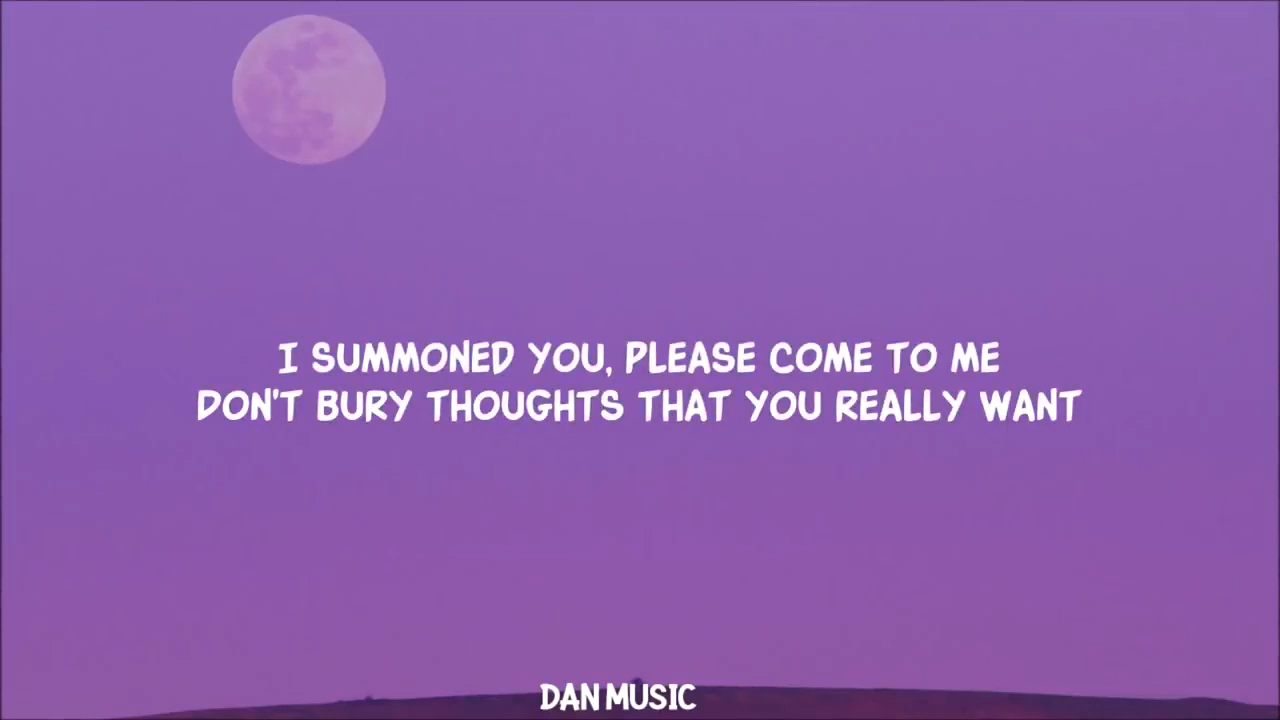 I SUMMONED YOU, PLEASE COME TO ME
DON'T BURY THOUGHTS THAT YOU REALLY WANT
DAN MUSIC